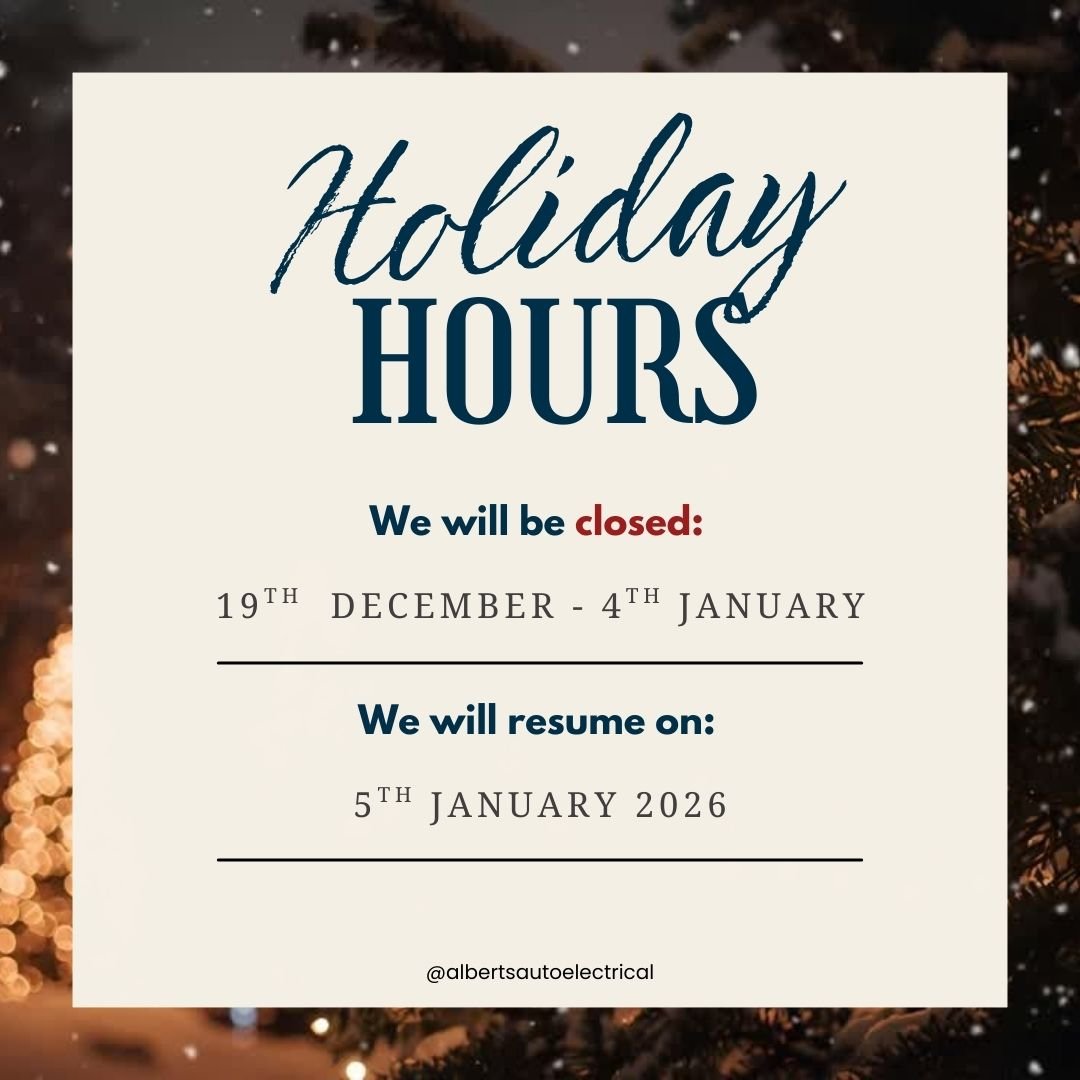 Holiday
HOURS
We will be closed:
19TH DECEMBER - 4TH JANUARY
We will resume on:
5TH JANUARY 2026
@albertsautoelectrical